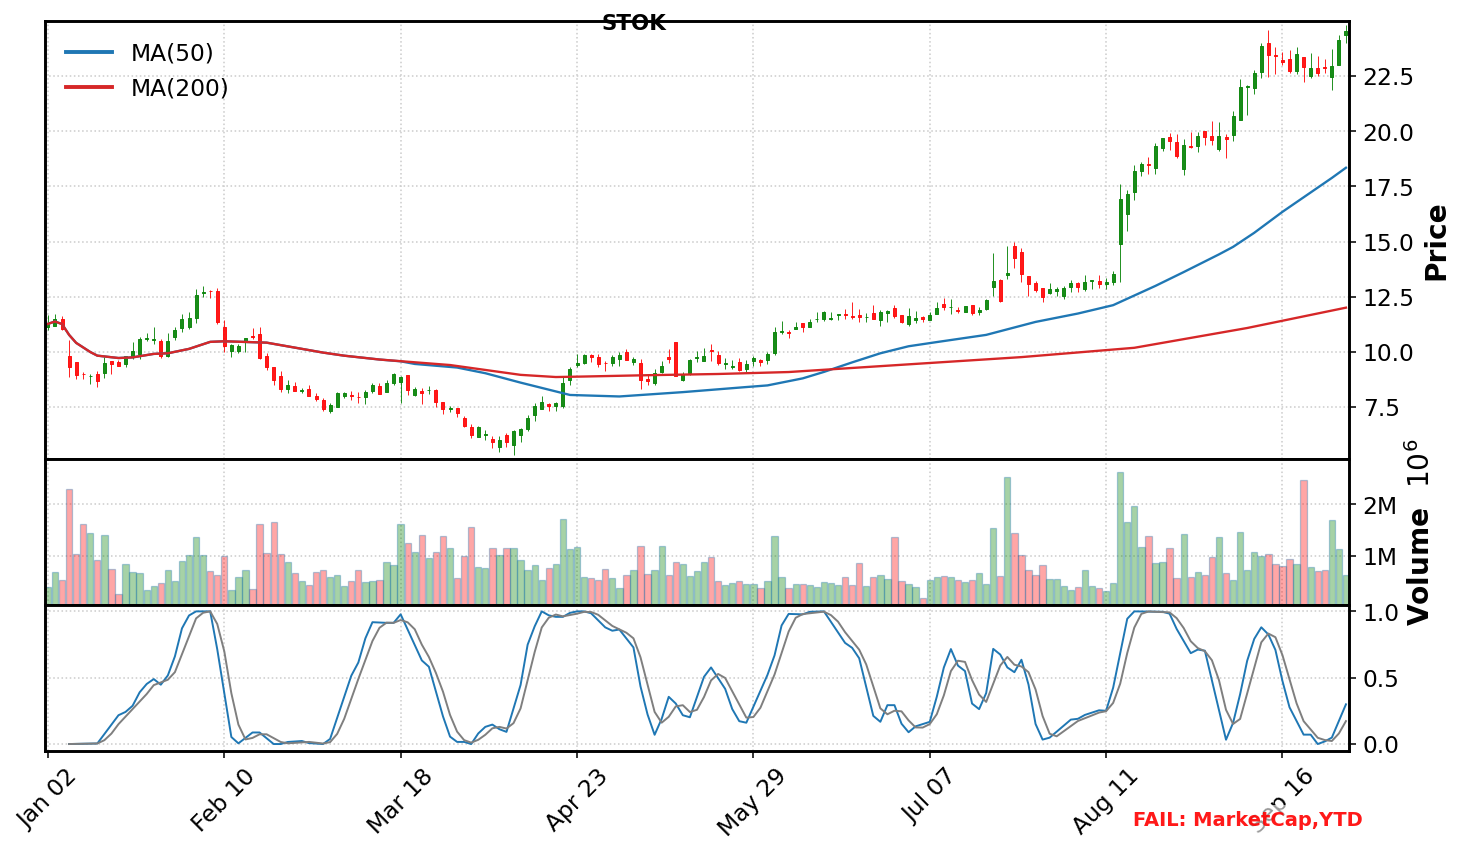 STOK
MA(50)
MA(200)
22.5
20.0
17.5
15.0
12.5
10.0
7.5
Price
10⁶
Volume
2M
1M
1.0
0.5
0.0
Jan 02
Feb 10
Mar 18
Apr 23
May 29
Jul 07
Aug 11
Sep 16
FAIL: MarketCap,YTD